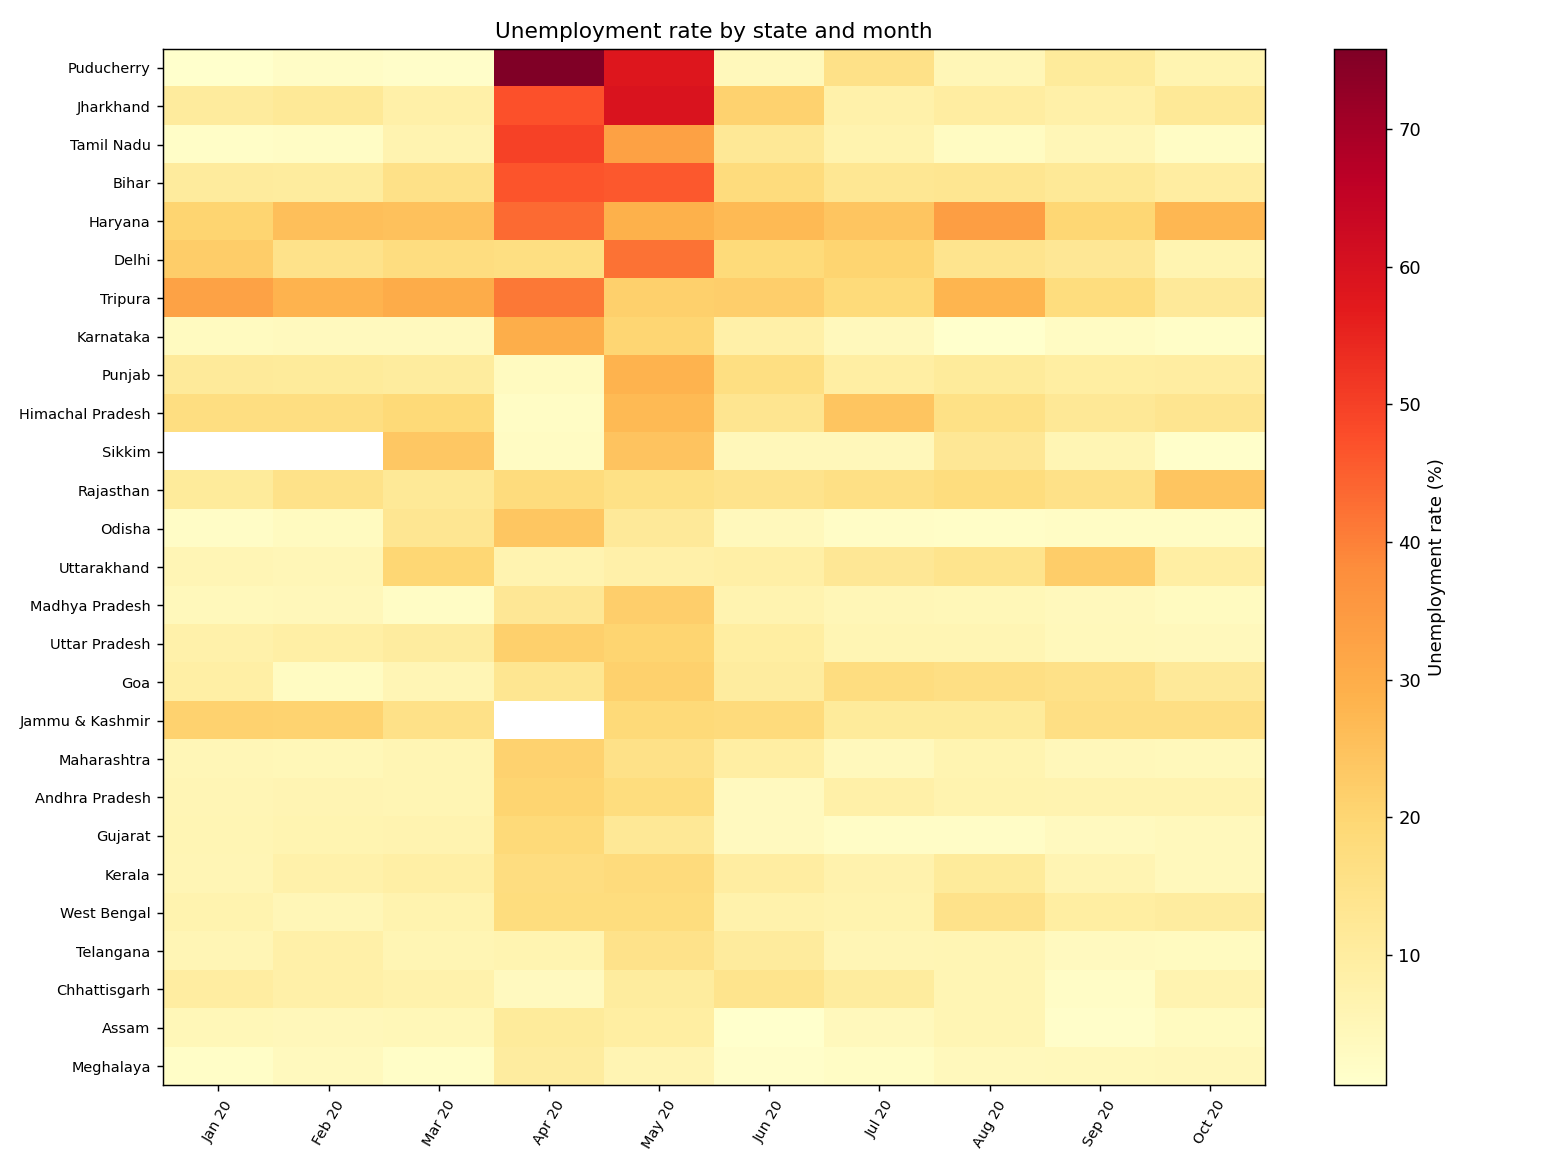 Unemployment rate by state and month
Puducherry
Jharkhand
Tamil Nadu
Bihar
Haryana
Delhi
Tripura
Karnataka
Punjab
Himachal Pradesh
Sikkim
Rajasthan
Odisha
Uttarakhand
Madhya Pradesh
Uttar Pradesh
Goa
Jammu & Kashmir
Maharashtra
Andhra Pradesh
Gujarat
Kerala
West Bengal
Telangana
Chhattisgarh
Assam
Meghalaya
Jan 20
Feb 20
Mar 20
Apr 20
May 20
Jun 20
Jul 20
Aug 20
Sep 20
Oct 20
70
60
50
40
30
20
10
Unemployment rate (%)